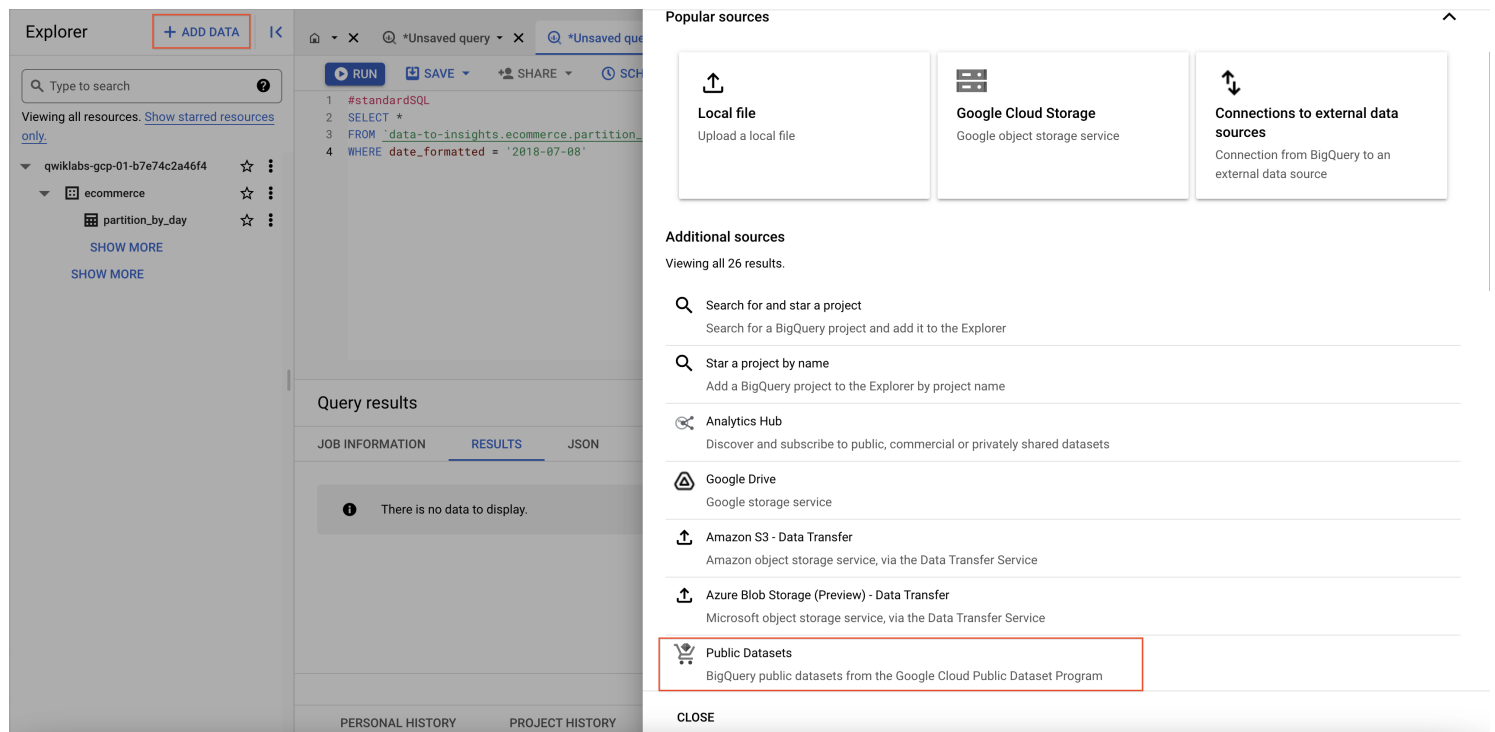 Explorer
+ ADD DATA
Type to search
Viewing all resources. Show starred resources
only.
qwiklabs-gcp-01-b7e74c2a46f4
ecommerce
partition_by_day
SHOW MORE
SHOW MORE
*Unsaved query
*Unsaved que
RUN
SAVE
SHARE
SCH
1 #standardSQL
2 SELECT *
3 FROM `data-to-insights.ecommerce.partition_
4 WHERE date_formatted = '2018-07-08'
Query results
JOB INFORMATION
RESULTS
JSON
There is no data to display.
PERSONAL HISTORY
PROJECT HISTORY
Popular sources
Local file
Upload a local file
Google Cloud Storage
Google object storage service
Connections to external data
sources
Connection from BigQuery to an
external data source
Additional sources
Viewing all 26 results.
Search for and star a project
Search for a BigQuery project and add it to the Explorer
Star a project by name
Add a BigQuery project to the Explorer by project name
Analytics Hub
Discover and subscribe to public, commercial or privately shared datasets
Google Drive
Google storage service
Amazon S3 - Data Transfer
Amazon object storage service, via the Data Transfer Service
Azure Blob Storage (Preview) - Data Transfer
Microsoft object storage service, via the Data Transfer Service
Public Datasets
BigQuery public datasets from the Google Cloud Public Dataset Program
CLOSE